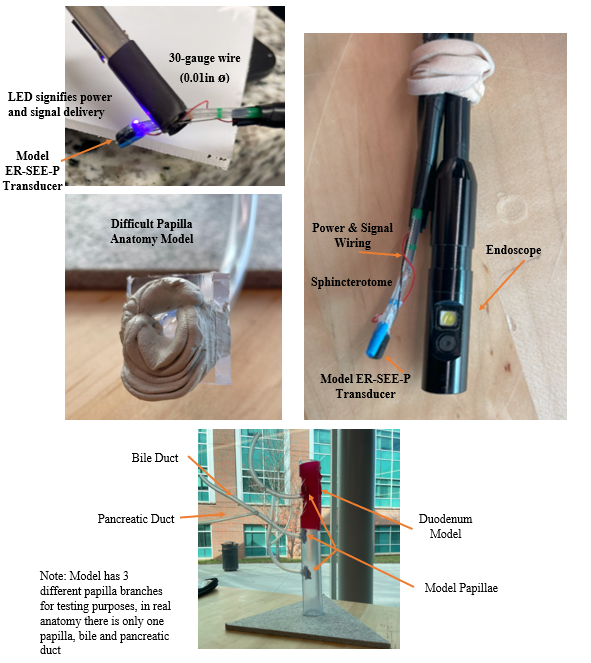 30-gauge wire
(0.01in ø)
LED signifies power
and signal delivery
Model
ER-SEE-P
Transducer
Difficult Papilla
Anatomy Model
Power & Signal
Wiring
Sphincterotome
Endoscope
Model ER-SEE-P
Transducer
Bile Duct
Pancreatic Duct
Duodenum
Model
Model Papillae
Note: Model has 3
different papilla branches
for testing purposes, in real
anatomy there is only one
papilla, bile and pancreatic
duct